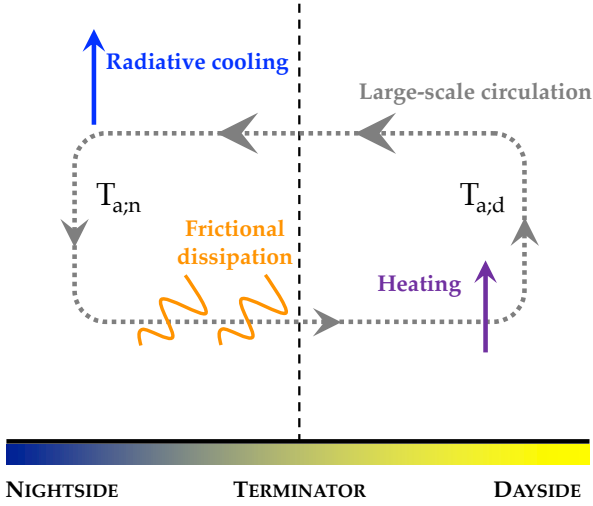 Radiative cooling
Large-scale circulation
T_a;n
T_a;d
Frictional
dissipation
Heating
NIGHTSIDE
TERMINATOR
DAYSIDE